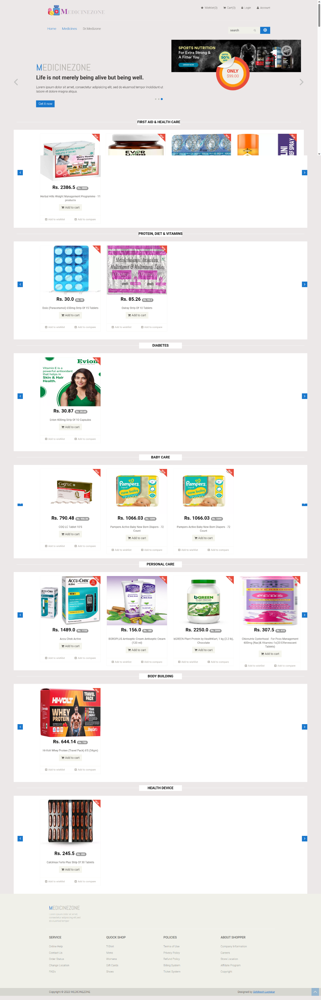 MEDICINEZONE
Wishlist(0) Cart(0) Login Account
Home Medicines Dr.Medizone
search
SPORTS NUTRITION
For Extra Strong &
A Fitter You
UPTO
50%
OFF
ORDER NOW
ONLY
$99.00
MEDICINEZONE
Life is not merely being alive but being well.
Lorem ipsum dolor sit amet, consectetur adipisicing elit, sed do eiusmod tempor incididunt ut
labore et dolore magna aliqua.
Get it now
FIRST AID & HEALTH CARE
NEW NEW NEW NEW
ASPIRIN GASTRO-RESISTANT
TABLETS IP 325 MG
Men's Health
Programme
Rs. 2386.5 Rs. 2800
Herbal Hills Weight Management Programme - 11
products
Add to cart
Add to wishlist Add to compare
PROTEIN, DIET & VITAMINS
NEW NEW
Methylcobalamin, Antioxidant,
Multivitamin & Multimineral Tablets
(Oxiray) (Oxiray)
Rs. 30.0 Rs. 40 Rs. 85.26 Rs. 90.5
Dolo (Paracetamol) 650mg Strip Of 15 Tablets Oxiray Strip Of 10 Tablets
Add to cart Add to cart
Add to wishlist Add to compare Add to wishlist Add to compare
DIABETES
NEW
Evion
Vitamin E is a
powerful antioxidant
that helps in
Skin & Hair
Health.
Rs. 30.87 Rs. 35.66
Evion 400mg Strip Of 10 Capsules
Add to cart
Add to wishlist Add to compare
BABY CARE
NEW NEW NEW
CoQ LC Pampers Pampers
new baby new baby
Rs. 790.48 Rs. 956.56 Rs. 1066.03 Rs. 1099 Rs. 1066.03 Rs. 1099
COQ LC Tablet 10'S Pampers Active Baby New Born Diapers - 72 Pampers Active Baby New Born Diapers - 72
Count Count
Add to cart Add to cart Add to cart
Add to wishlist Add to compare Add to wishlist Add to compare Add to wishlist Add to compare
PERSONAL CARE
NEW NEW NEW NEW
ACCU-CHEK
Active
ACCU-CHEK
NEW!
BORO PLUS
Antiseptic
CREAM
bGREEN
PLANT PROTEIN
CYSTERHOOD
PCOS
Rs. 1489.0 Rs. 1725 Rs. 156.0 Rs. 180 Rs. 2250.0 Rs. 2999 Rs. 307.5 Rs. 410
Accu Chek Active BOROPLUS Antiseptic Cream Antiseptic Cream bGREEN Plant Protein by HealthKart, 1 kg (2.2 lb), Chicnutrix Cysterhood - For Pcos Management
(120 ml) Chocolate 600mg (Nac)& Vitaminc-1x(20 Effervescent
Tablets)
Add to cart Add to cart Add to cart Add to cart
Add to wishlist Add to compare Add to wishlist Add to compare Add to wishlist Add to compare Add to wishlist Add to compare
BODY BUILDING
NEW
TRAVEL
PACK
HI-VOLT
WHEY
PROTEIN
TEAR
MIX &
DRINK
Rs. 644.14 Rs. 750
Hi-Volt Whey Protien (Travel Pack) 6'S (34gm)
Add to cart
Add to wishlist Add to compare
HEALTH DEVICE
NEW
Rs. 245.5 Rs. 285
Calcimax Forte Plus Strip Of 30 Tablets
Add to cart
Add to wishlist Add to compare
MEDICINEZONE
Lorem ipsum dolor sit amet,
consectetur adipisicing elit,sed
do eiusmod tempor
SERVICE QUOCK SHOP POLICIES ABOUT SHOPPER
Online Help T-Shirt Terms of Use Company Information
Contact Us Mens Privecy Policy Careers
Order Status Womens Refund Policy Store Location
Change Location Gift Cards Billing System Affillate Program
FAQ's Shoes Ticket System Copyright
Copyright © 2023 MEDICINEZONE Designed by Siddhesh Lanjekar